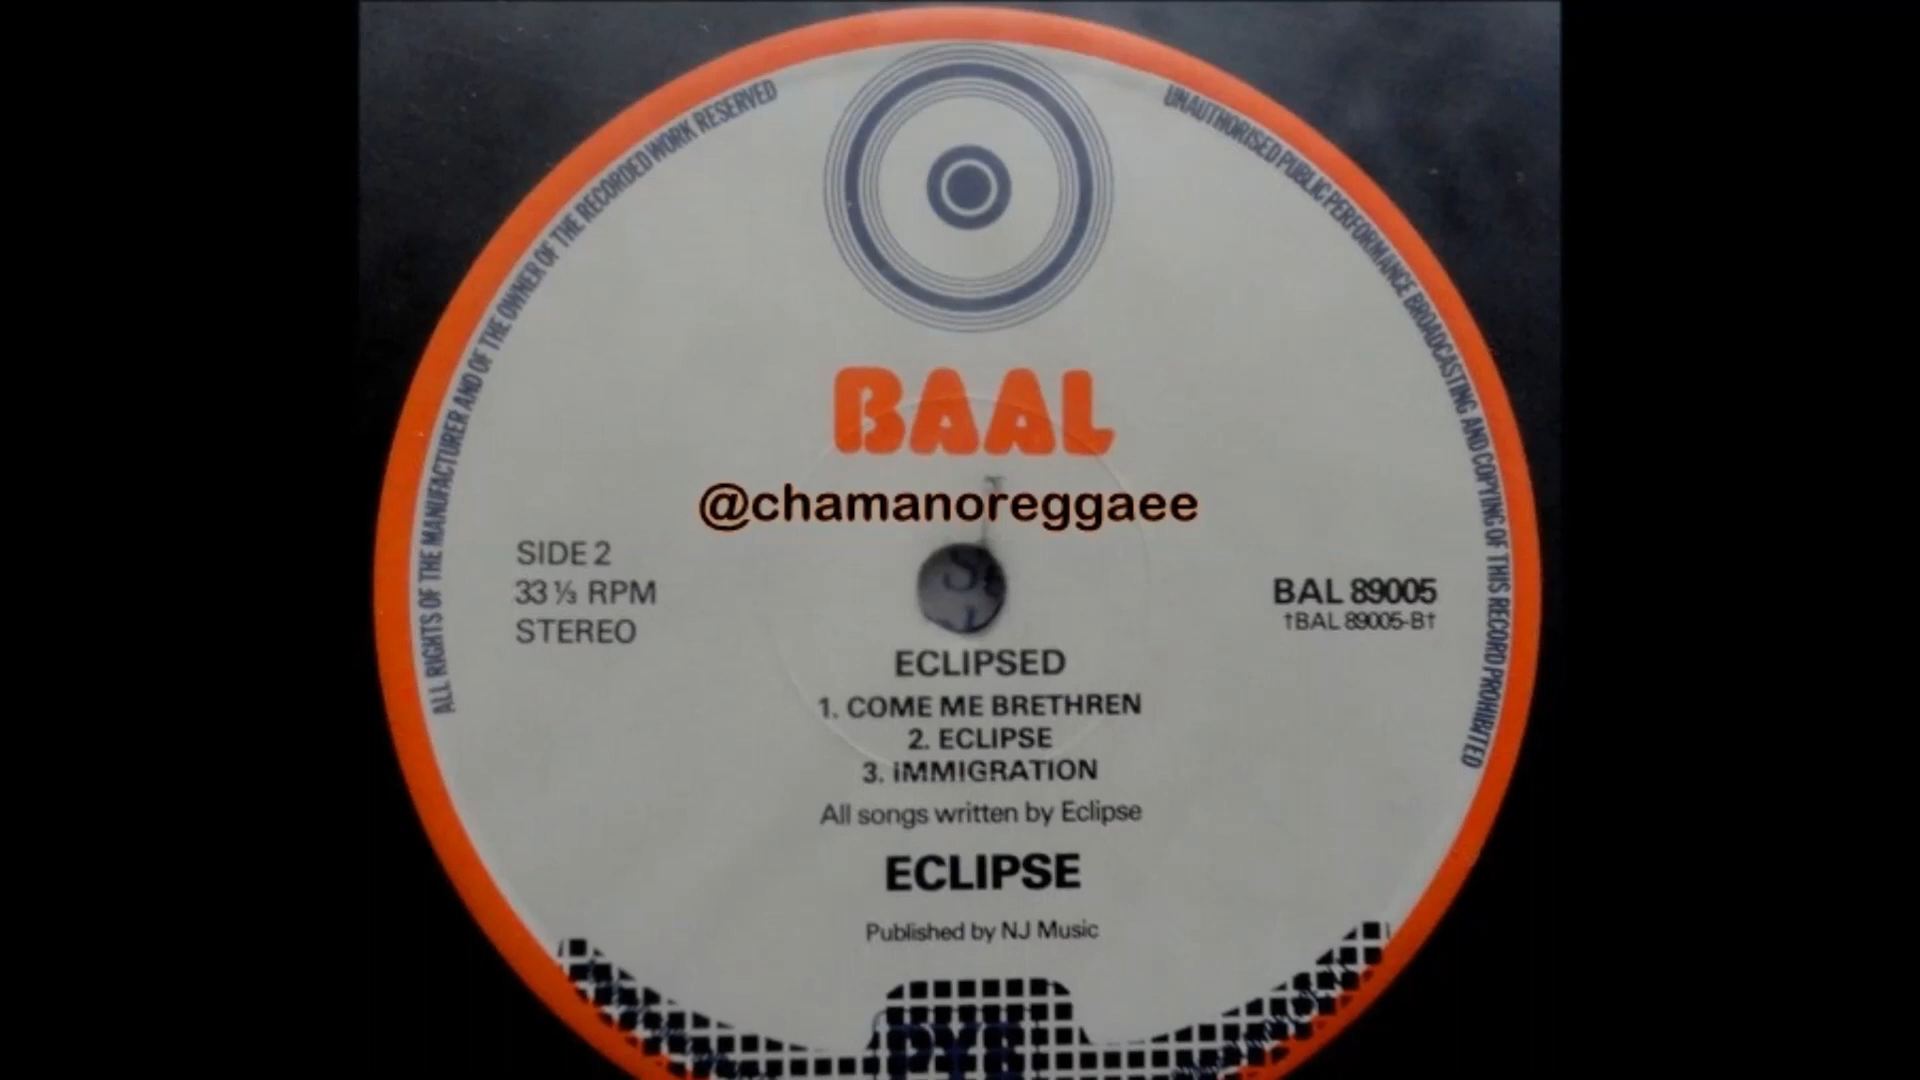 ALL RIGHTS OF THE MANUFACTURER AND OF THE OWNER OF THE RECORDED WORK RESERVED
UNAUTHORISED PUBLIC PERFORMANCE BROADCASTING AND COPYING OF THIS RECORD PROHIBITED
BAAL
@chamanoreggaee
SIDE 2
33 ⅓ RPM
STEREO
BAL 89005
†BAL 89005-B†
ECLIPSED
1. COME ME BRETHREN
2. ECLIPSE
3. iMMIGRATION
All songs written by Eclipse
ECLIPSE
Published by NJ Music